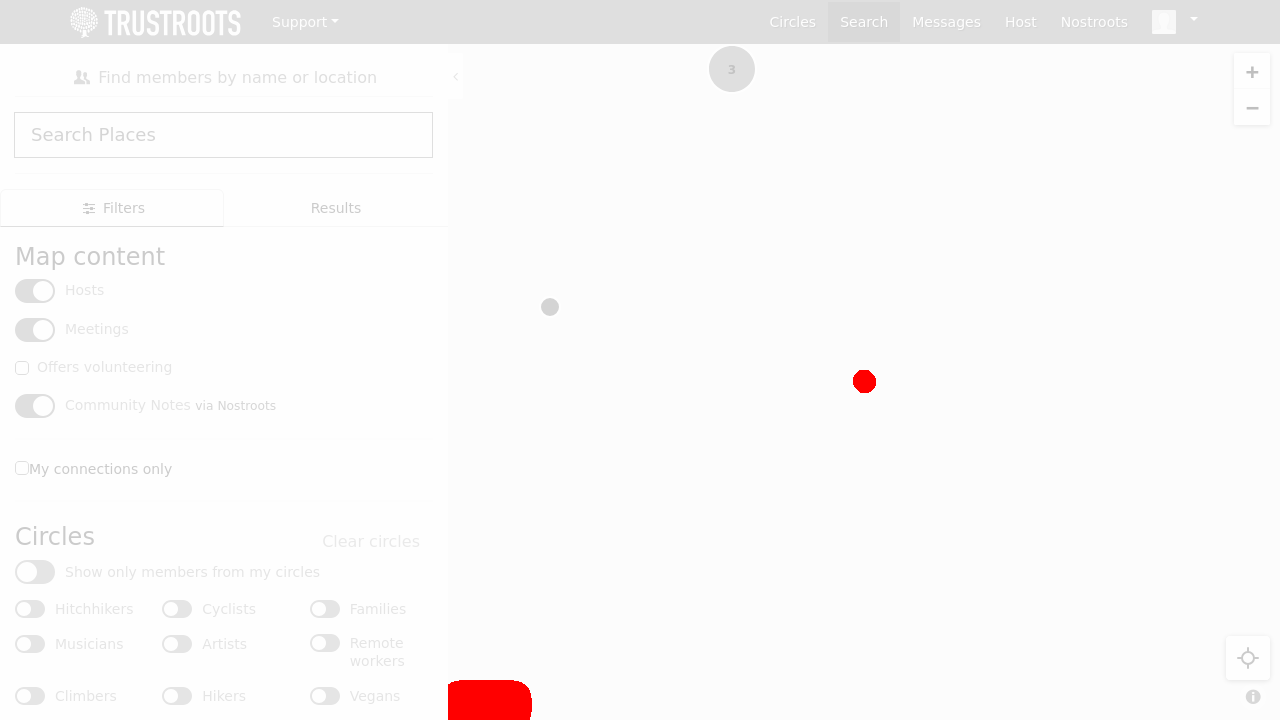 TRUSTROOTS Support Circles Search Messages Host Nostroots
Find members by name or location
3
Search Places
Filters Results
Map content
Hosts
Meetings
Offers volunteering
Community Notes via Nostroots
My connections only
Circles Clear circles
Show only members from my circles
Hitchhikers Cyclists Families
Musicians Artists Remote workers
Climbers Hikers Vegans